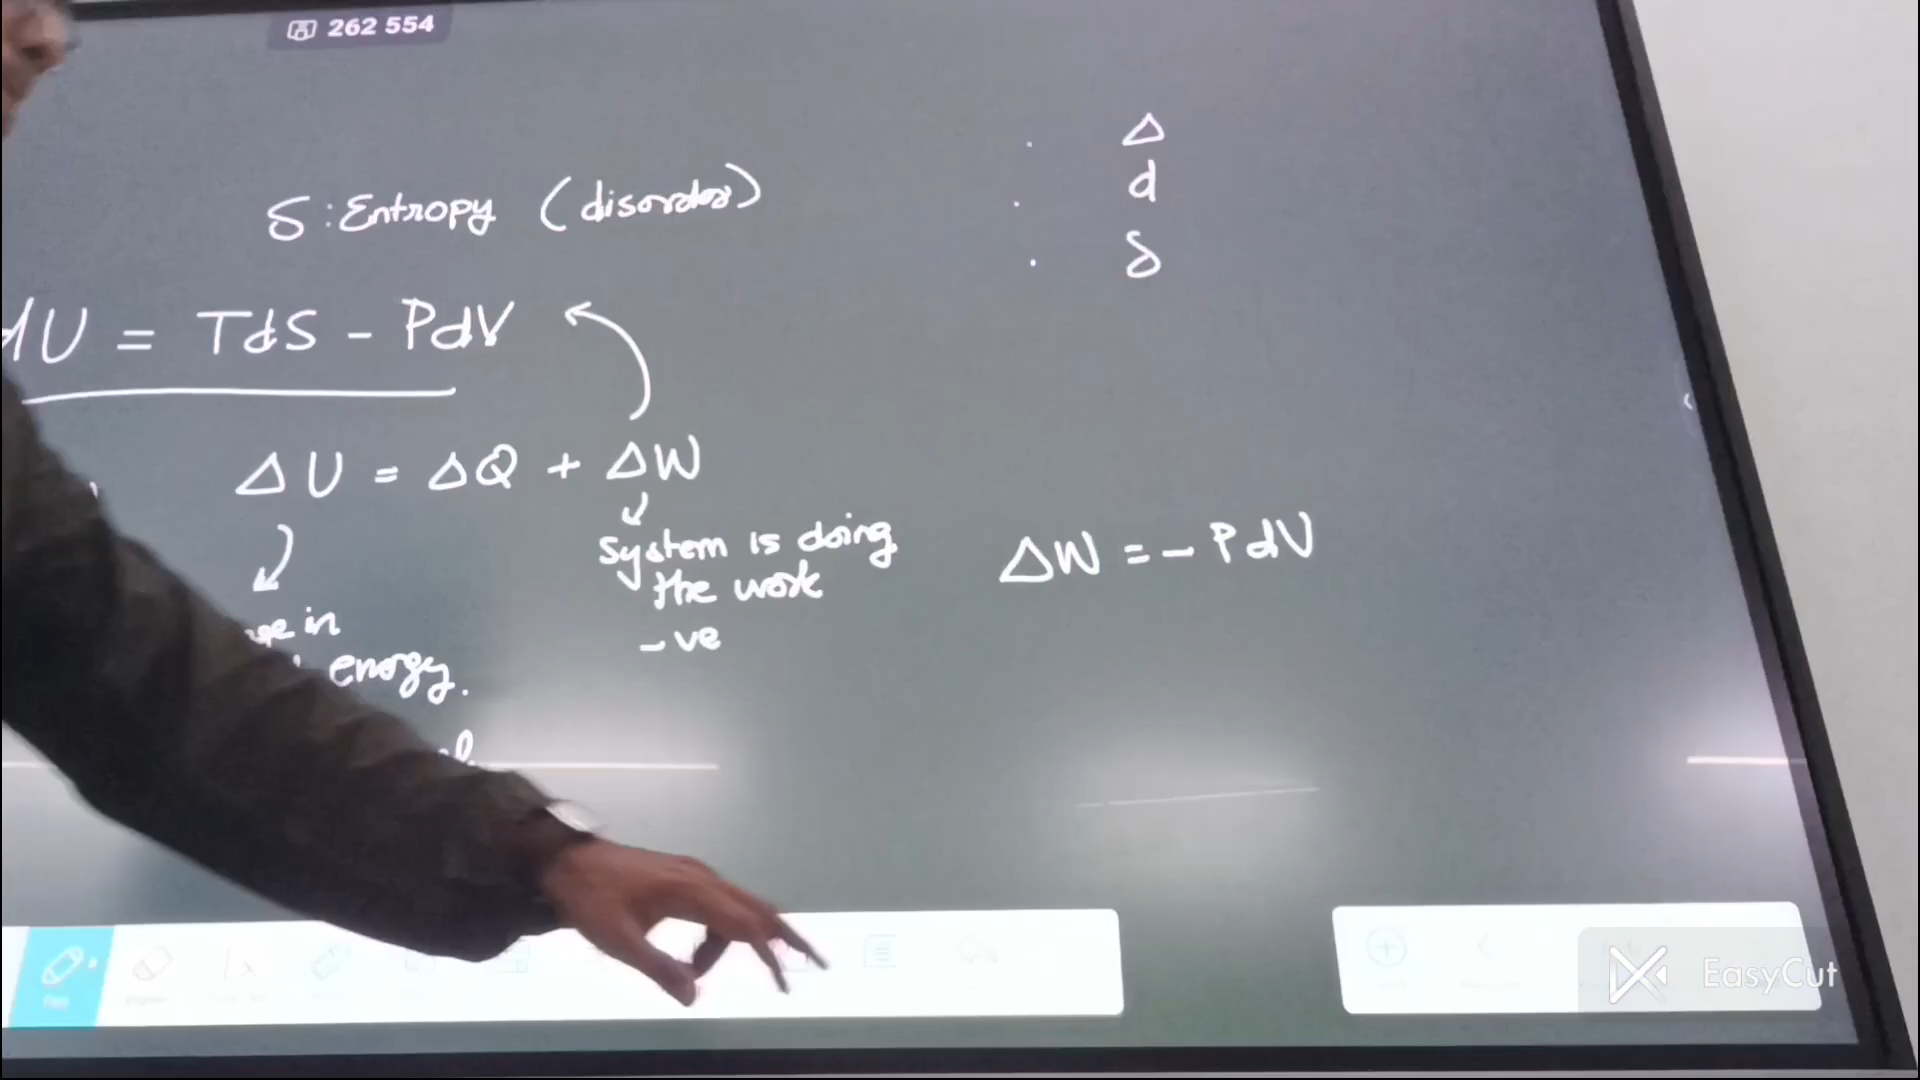 262 554
S : Entropy (disorder)
Δ
d
δ
dU = TdS - PdV
ΔU = ΔQ + ΔW
System is doing
the work
-ve
ΔW = - PdV
in
energy.
EasyCut